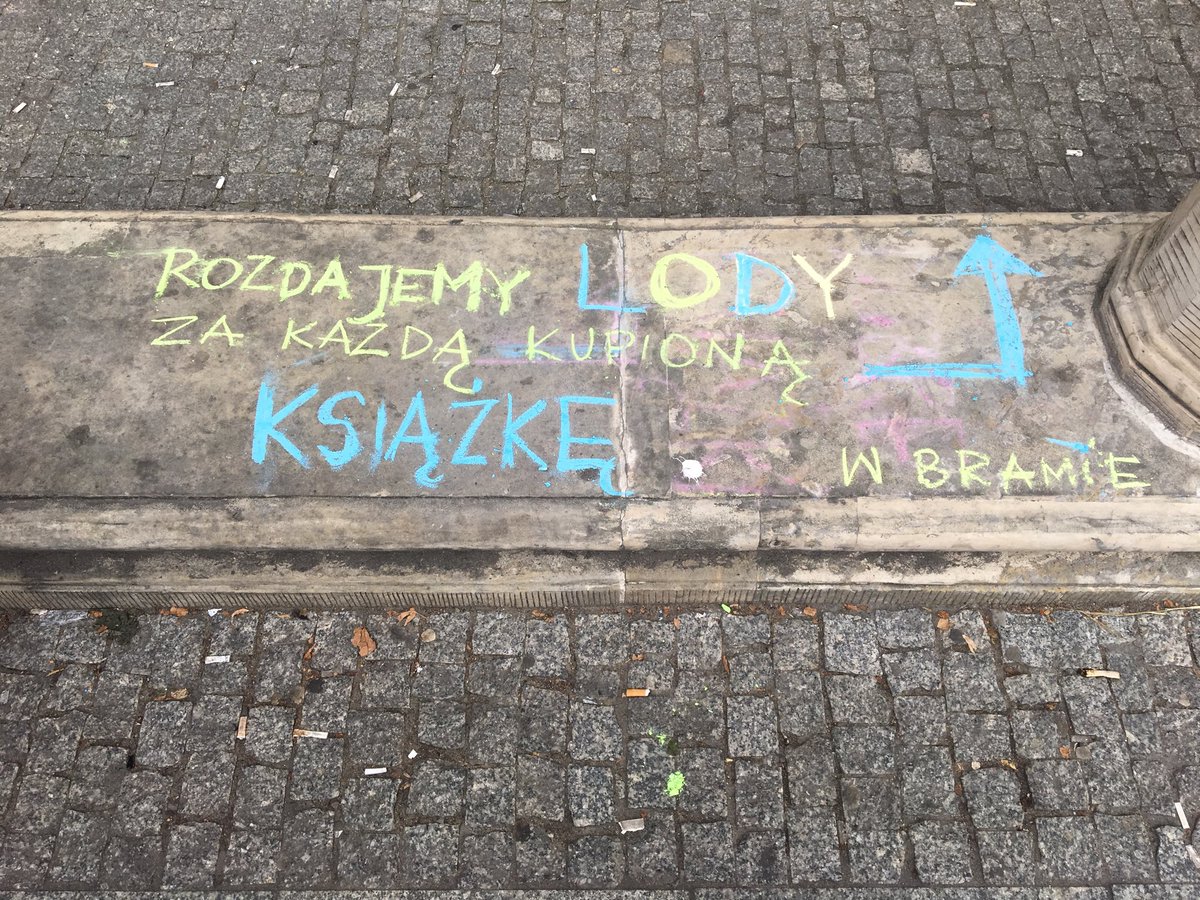 ROZDAJEMY LODY
ZA KAŻDĄ KUPIONĄ
KSIĄŻKĘ
W BRAMIE